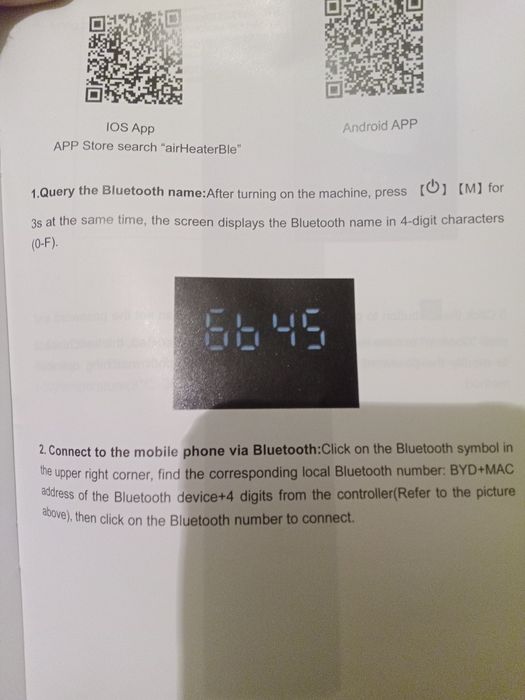 IOS App
Android APP
APP Store search "airHeaterBle"
1.Query the Bluetooth name:After turning on the machine, press 【⏻】【M】for
3s at the same time, the screen displays the Bluetooth name in 4-digit characters
(0-F).
6b45
2. Connect to the mobile phone via Bluetooth:Click on the Bluetooth symbol in
the upper right corner, find the corresponding local Bluetooth number: BYD+MAC
address of the Bluetooth device+4 digits from the controller(Refer to the picture
above), then click on the Bluetooth number to connect.